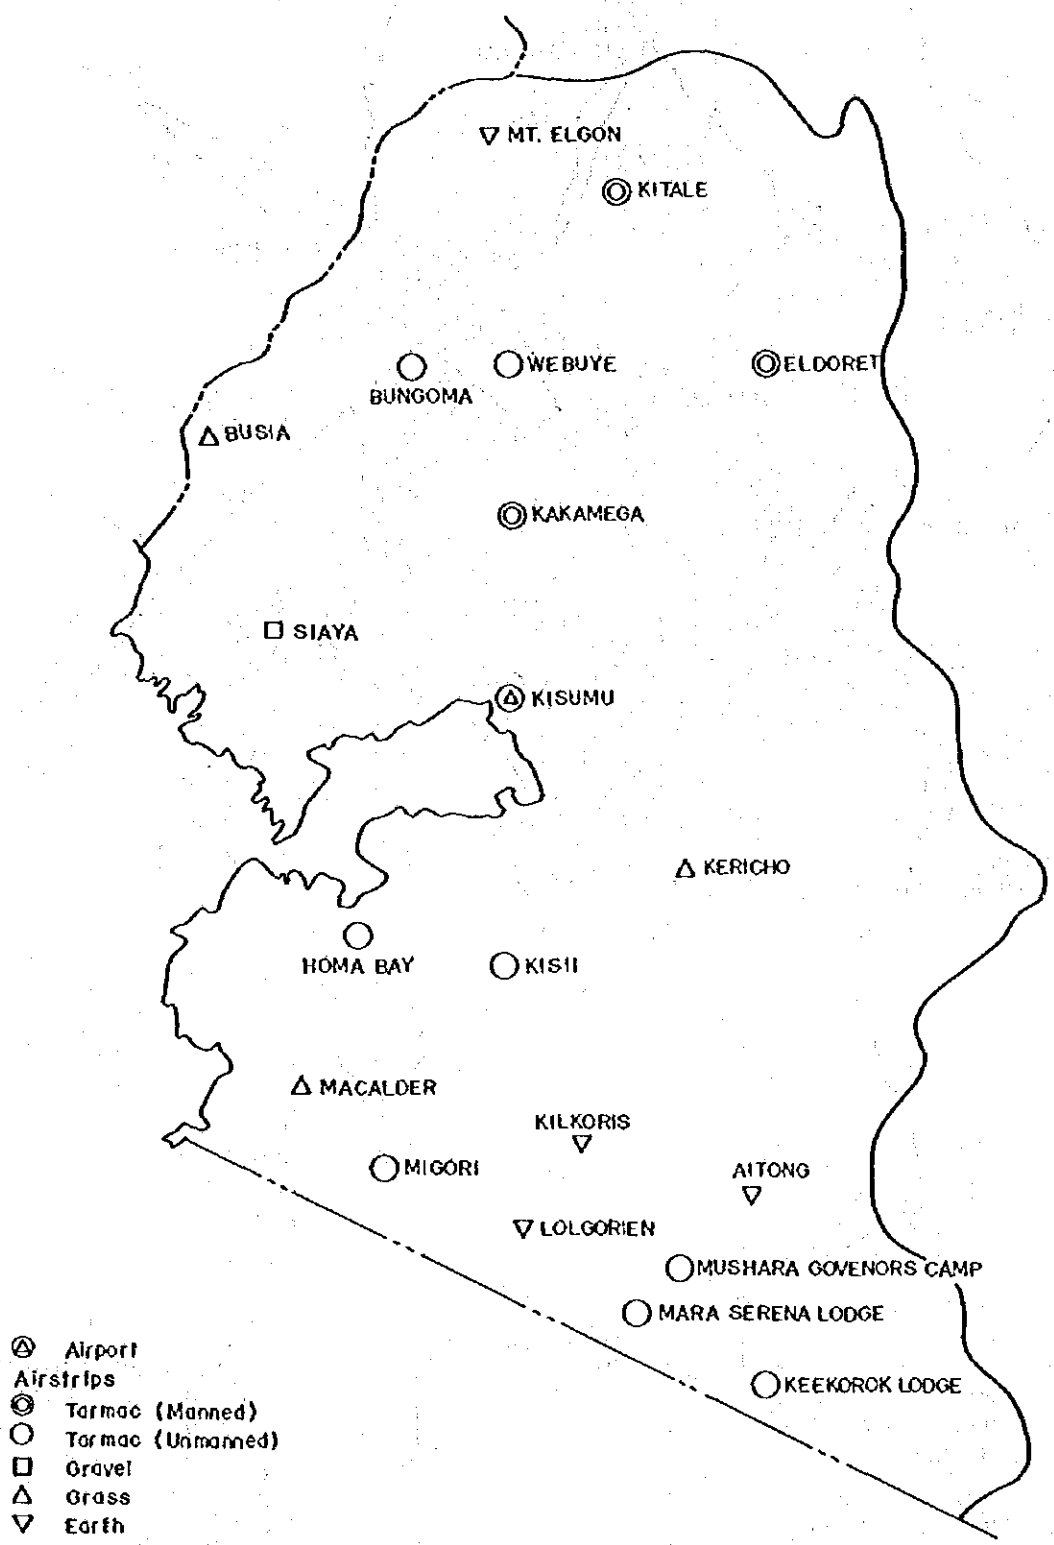 MT. ELGON
KITALE
WEBUYE
ELDORET
BUNGOMA
BUSIA
KAKAMEGA
SIAYA
KISUMU
KERICHO
HOMA BAY
KISII
MACALDER
KILKORIS
MIGORI
AITONG
LOLGORIEN
MUSHARA GOVENORS CAMP
MARA SERENA LODGE
KEEKOROK LODGE
Airport
Airstrips
Tarmac (Manned)
Tarmac (Unmanned)
Gravel
Grass
Earth